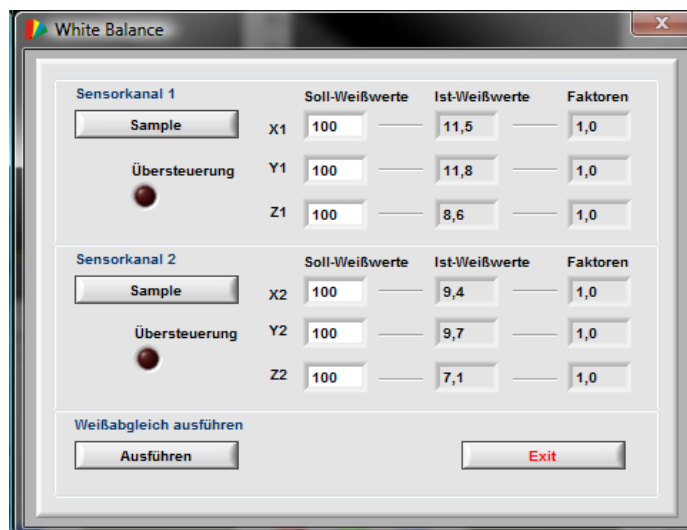 White Balance
Sensorkanal 1
Soll-Weißwerte Ist-Weißwerte Faktoren
Sample
X1 100 11,5 1,0
Übersteuerung
Y1 100 11,8 1,0
Z1 100 8,6 1,0
Sensorkanal 2
Soll-Weißwerte Ist-Weißwerte Faktoren
Sample
X2 100 9,4 1,0
Übersteuerung
Y2 100 9,7 1,0
Z2 100 7,1 1,0
Weißabgleich ausführen
Ausführen Exit